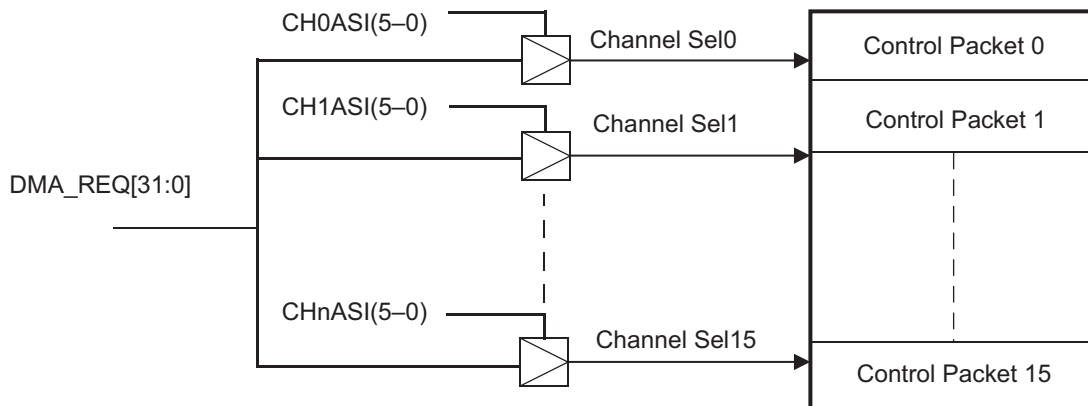 CH0ASI(5–0)
Channel Sel0
Control Packet 0
CH1ASI(5–0)
Channel Sel1
Control Packet 1
DMA_REQ[31:0]
CHnASI(5–0)
Channel Sel15
Control Packet 15